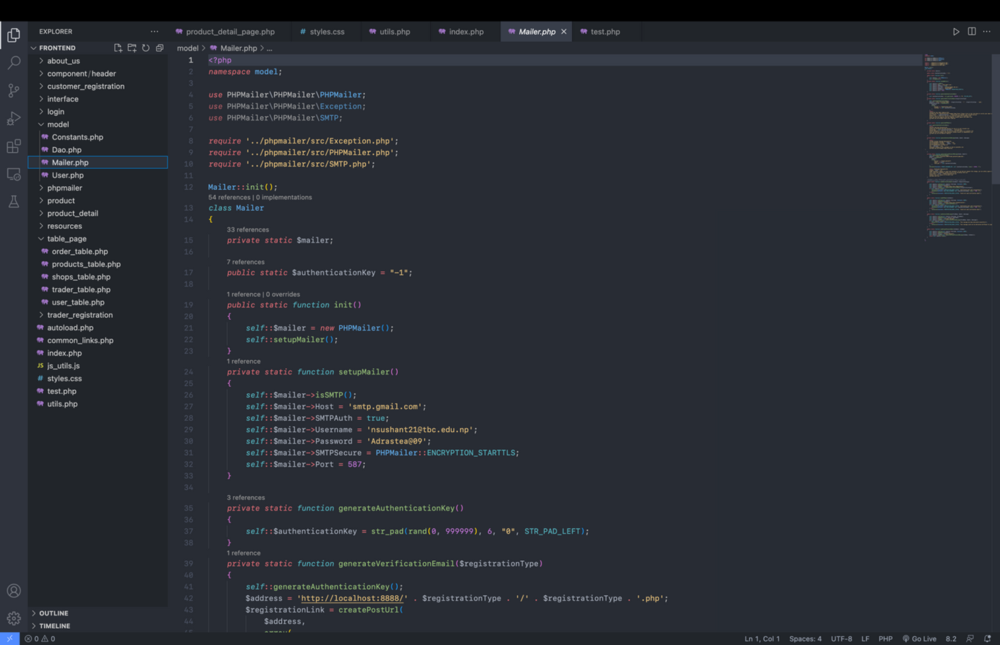 EXPLORER
FRONTEND
about_us
component/header
customer_registration
interface
login
model
Constants.php
Dao.php
Mailer.php
User.php
phpmailer
product
product_detail
resources
table_page
order_table.php
products_table.php
shops_table.php
trader_table.php
user_table.php
trader_registration
autoload.php
common_links.php
index.php
JS js_utils.js
# styles.css
test.php
utils.php
OUTLINE
TIMELINE
product_detail_page.php # styles.css utils.php index.php Mailer.php test.php
model > Mailer.php > ...
1 <?php
2 namespace model;
3
4 use PHPMailer\PHPMailer\PHPMailer;
5 use PHPMailer\PHPMailer\Exception;
6 use PHPMailer\PHPMailer\SMTP;
7
8 require '../phpmailer/src/Exception.php';
9 require '../phpmailer/src/PHPMailer.php';
10 require '../phpmailer/src/SMTP.php';
11
12 Mailer::init();
54 references | 0 implementations
13 class Mailer
14 {
33 references
15 private static $mailer;
16
7 references
17 public static $authenticationKey = "-1";
18
1 reference | 0 overrides
19 public static function init()
20 {
21 self::$mailer = new PHPMailer();
22 self::setupMailer();
23 }
1 reference
24 private static function setupMailer()
25 {
26 self::$mailer->isSMTP();
27 self::$mailer->Host = 'smtp.gmail.com';
28 self::$mailer->SMTPAuth = true;
29 self::$mailer->Username = 'nsushant21@tbc.edu.np';
30 self::$mailer->Password = 'Adrastea@09';
31 self::$mailer->SMTPSecure = PHPMailer::ENCRYPTION_STARTTLS;
32 self::$mailer->Port = 587;
33 }
34
3 references
35 private static function generateAuthenticationKey()
36 {
37 self::$authenticationKey = str_pad(rand(0, 999999), 6, "0", STR_PAD_LEFT);
38 }
1 reference
39 private static function generateVerificationEmail($registrationType)
40 {
41 self::generateAuthenticationKey();
42 $address = 'http://localhost:8888/' . $registrationType . '/' . $registrationType . '.php';
43 $registrationLink = createPostUrl(
44 $address,
0 0 Ln 1, Col 1 Spaces: 4 UTF-8 LF PHP Go Live 8.2